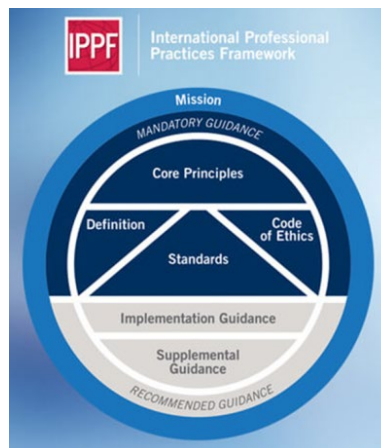 IPPF
International Professional
Practices Framework
Mission
MANDATORY GUIDANCE
Core Principles
Definition
Code
of Ethics
Standards
Implementation Guidance
Supplemental
Guidance
RECOMMENDED GUIDANCE